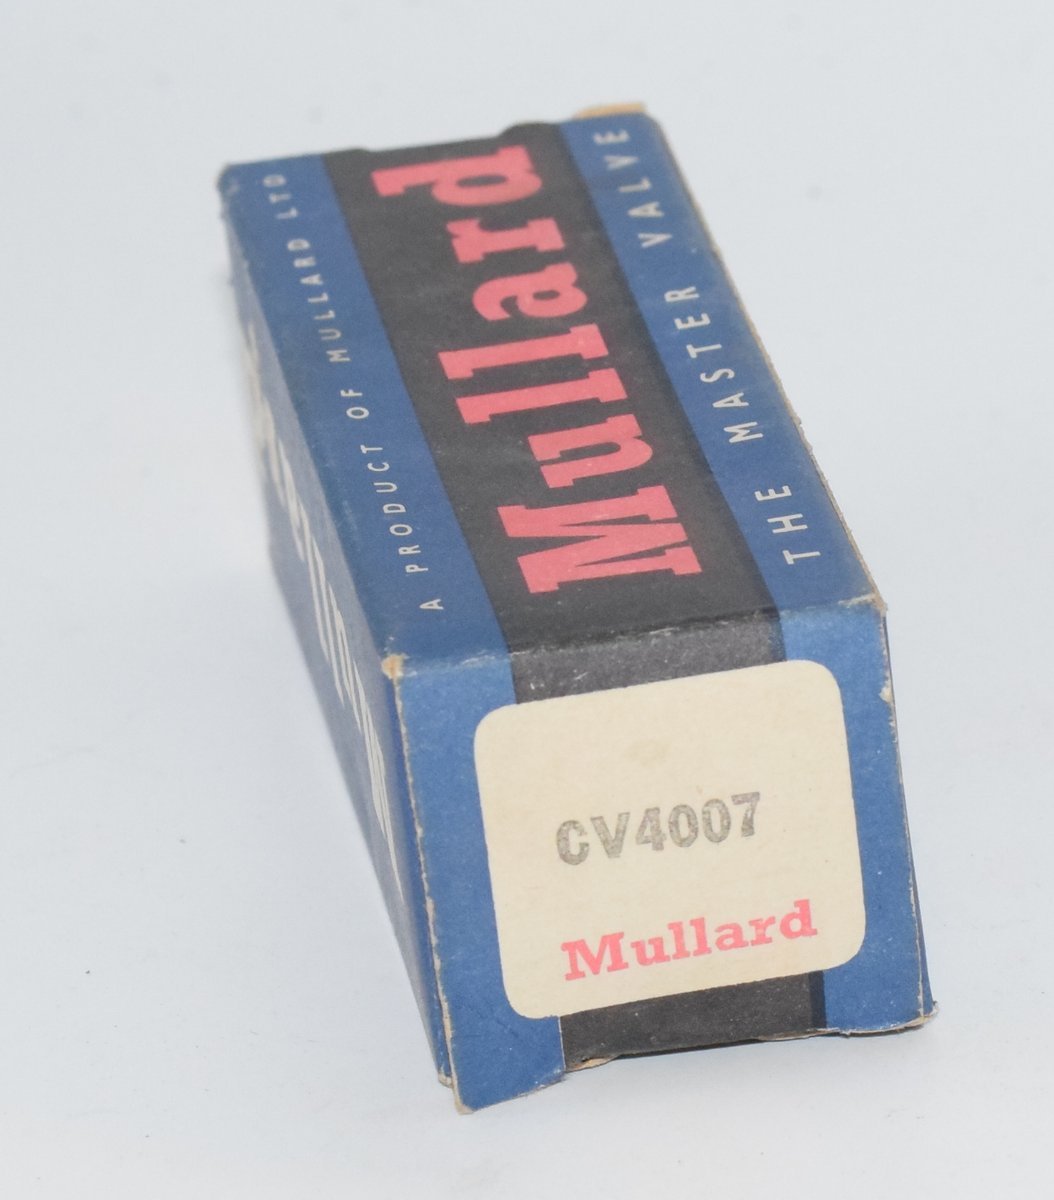 A PRODUCT OF MULLARD LTD
Mullard
THE MASTER VALVE
CV4007
Mullard